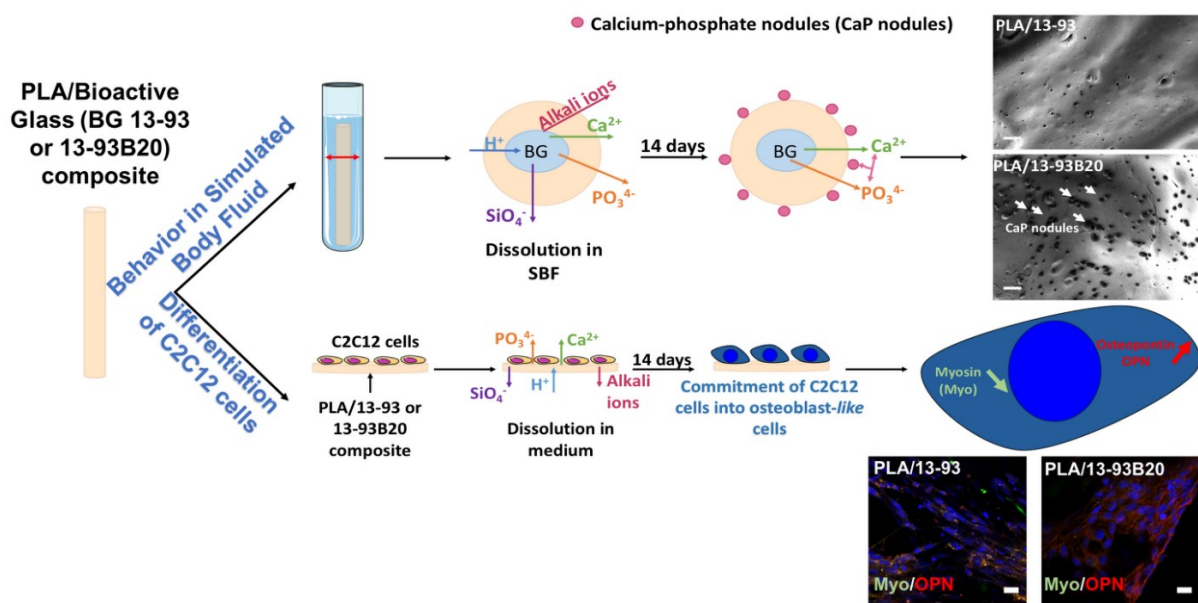 Calcium-phosphate nodules (CaP nodules)
PLA/Bioactive
Glass (BG 13-93
or 13-93B20)
composite
Behavior in Simulated
Body Fluid
Differentiation
of C2C12 cells
H⁺
BG
Alkali ions
Ca²⁺
PO₃⁴⁻
SiO₄⁻
Dissolution in
SBF
14 days
BG
Ca²⁺
PO₃⁴⁻
PLA/13-93
PLA/13-93B20
CaP nodules
C2C12 cells
PLA/13-93 or
13-93B20
composite
PO₃⁴⁻
Ca²⁺
SiO₄⁻
H⁺
Alkali
ions
Dissolution in
medium
14 days
Commitment of C2C12
cells into osteoblast-like
cells
Osteopontin
OPN
Myosin
(Myo)
PLA/13-93
Myo/OPN
PLA/13-93B20
Myo/OPN